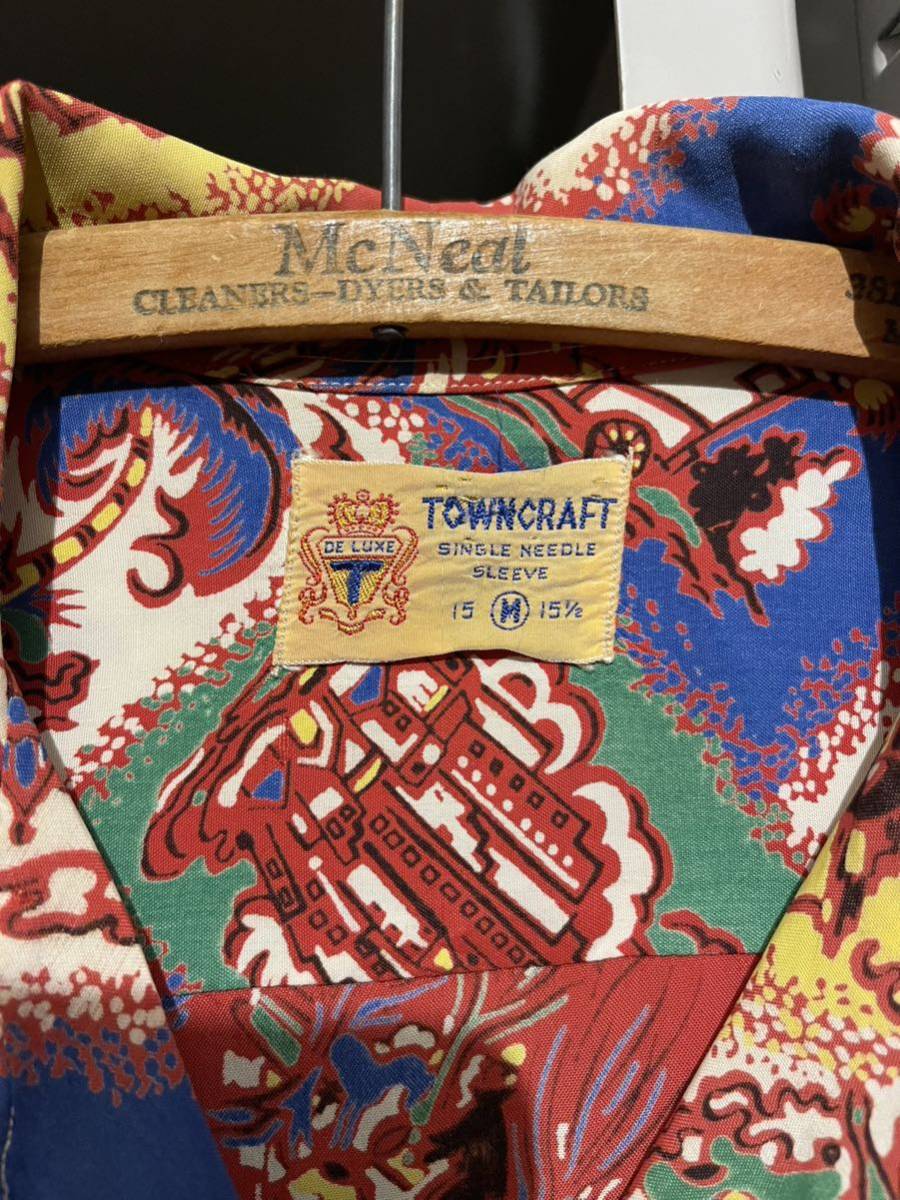 McNeal
CLEANERS-DYERS & TAILORS
DE LUXE
T
TOWNCRAFT
SINGLE NEEDLE
SLEEVE
15 M 15½